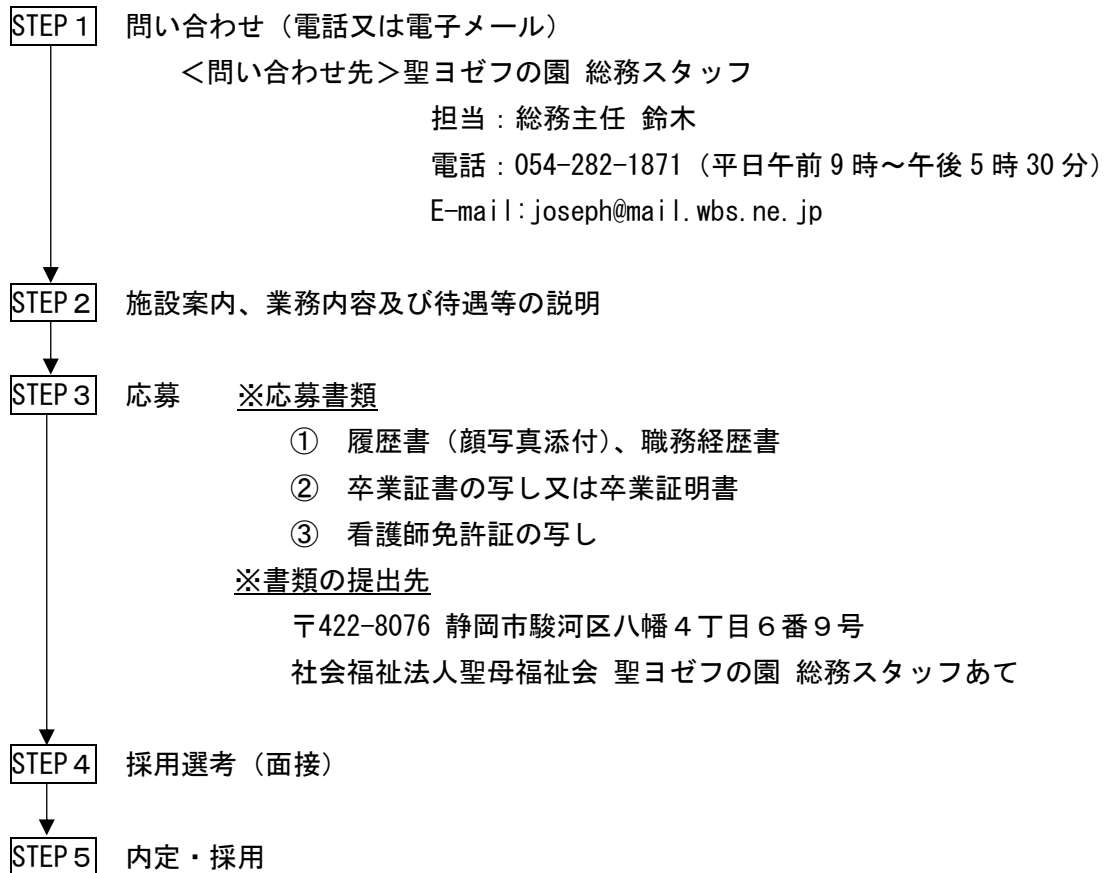 STEP１ 問い合わせ（電話又は電子メール）
＜問い合わせ先＞聖ヨゼフの園 総務スタッフ
担当：総務主任 鈴木
電話：054-282-1871（平日午前９時～午後５時30分）
E-mail:joseph@mail.wbs.ne.jp
STEP２ 施設案内、業務内容及び待遇等の説明
STEP３ 応募 ※応募書類
① 履歴書（顔写真添付）、職務経歴書
② 卒業証書の写し又は卒業証明書
③ 看護師免許証の写し
※書類の提出先
〒422-8076 静岡市駿河区八幡４丁目６番９号
社会福祉法人聖母福祉会 聖ヨゼフの園 総務スタッフあて
STEP４ 採用選考（面接）
STEP５ 内定・採用